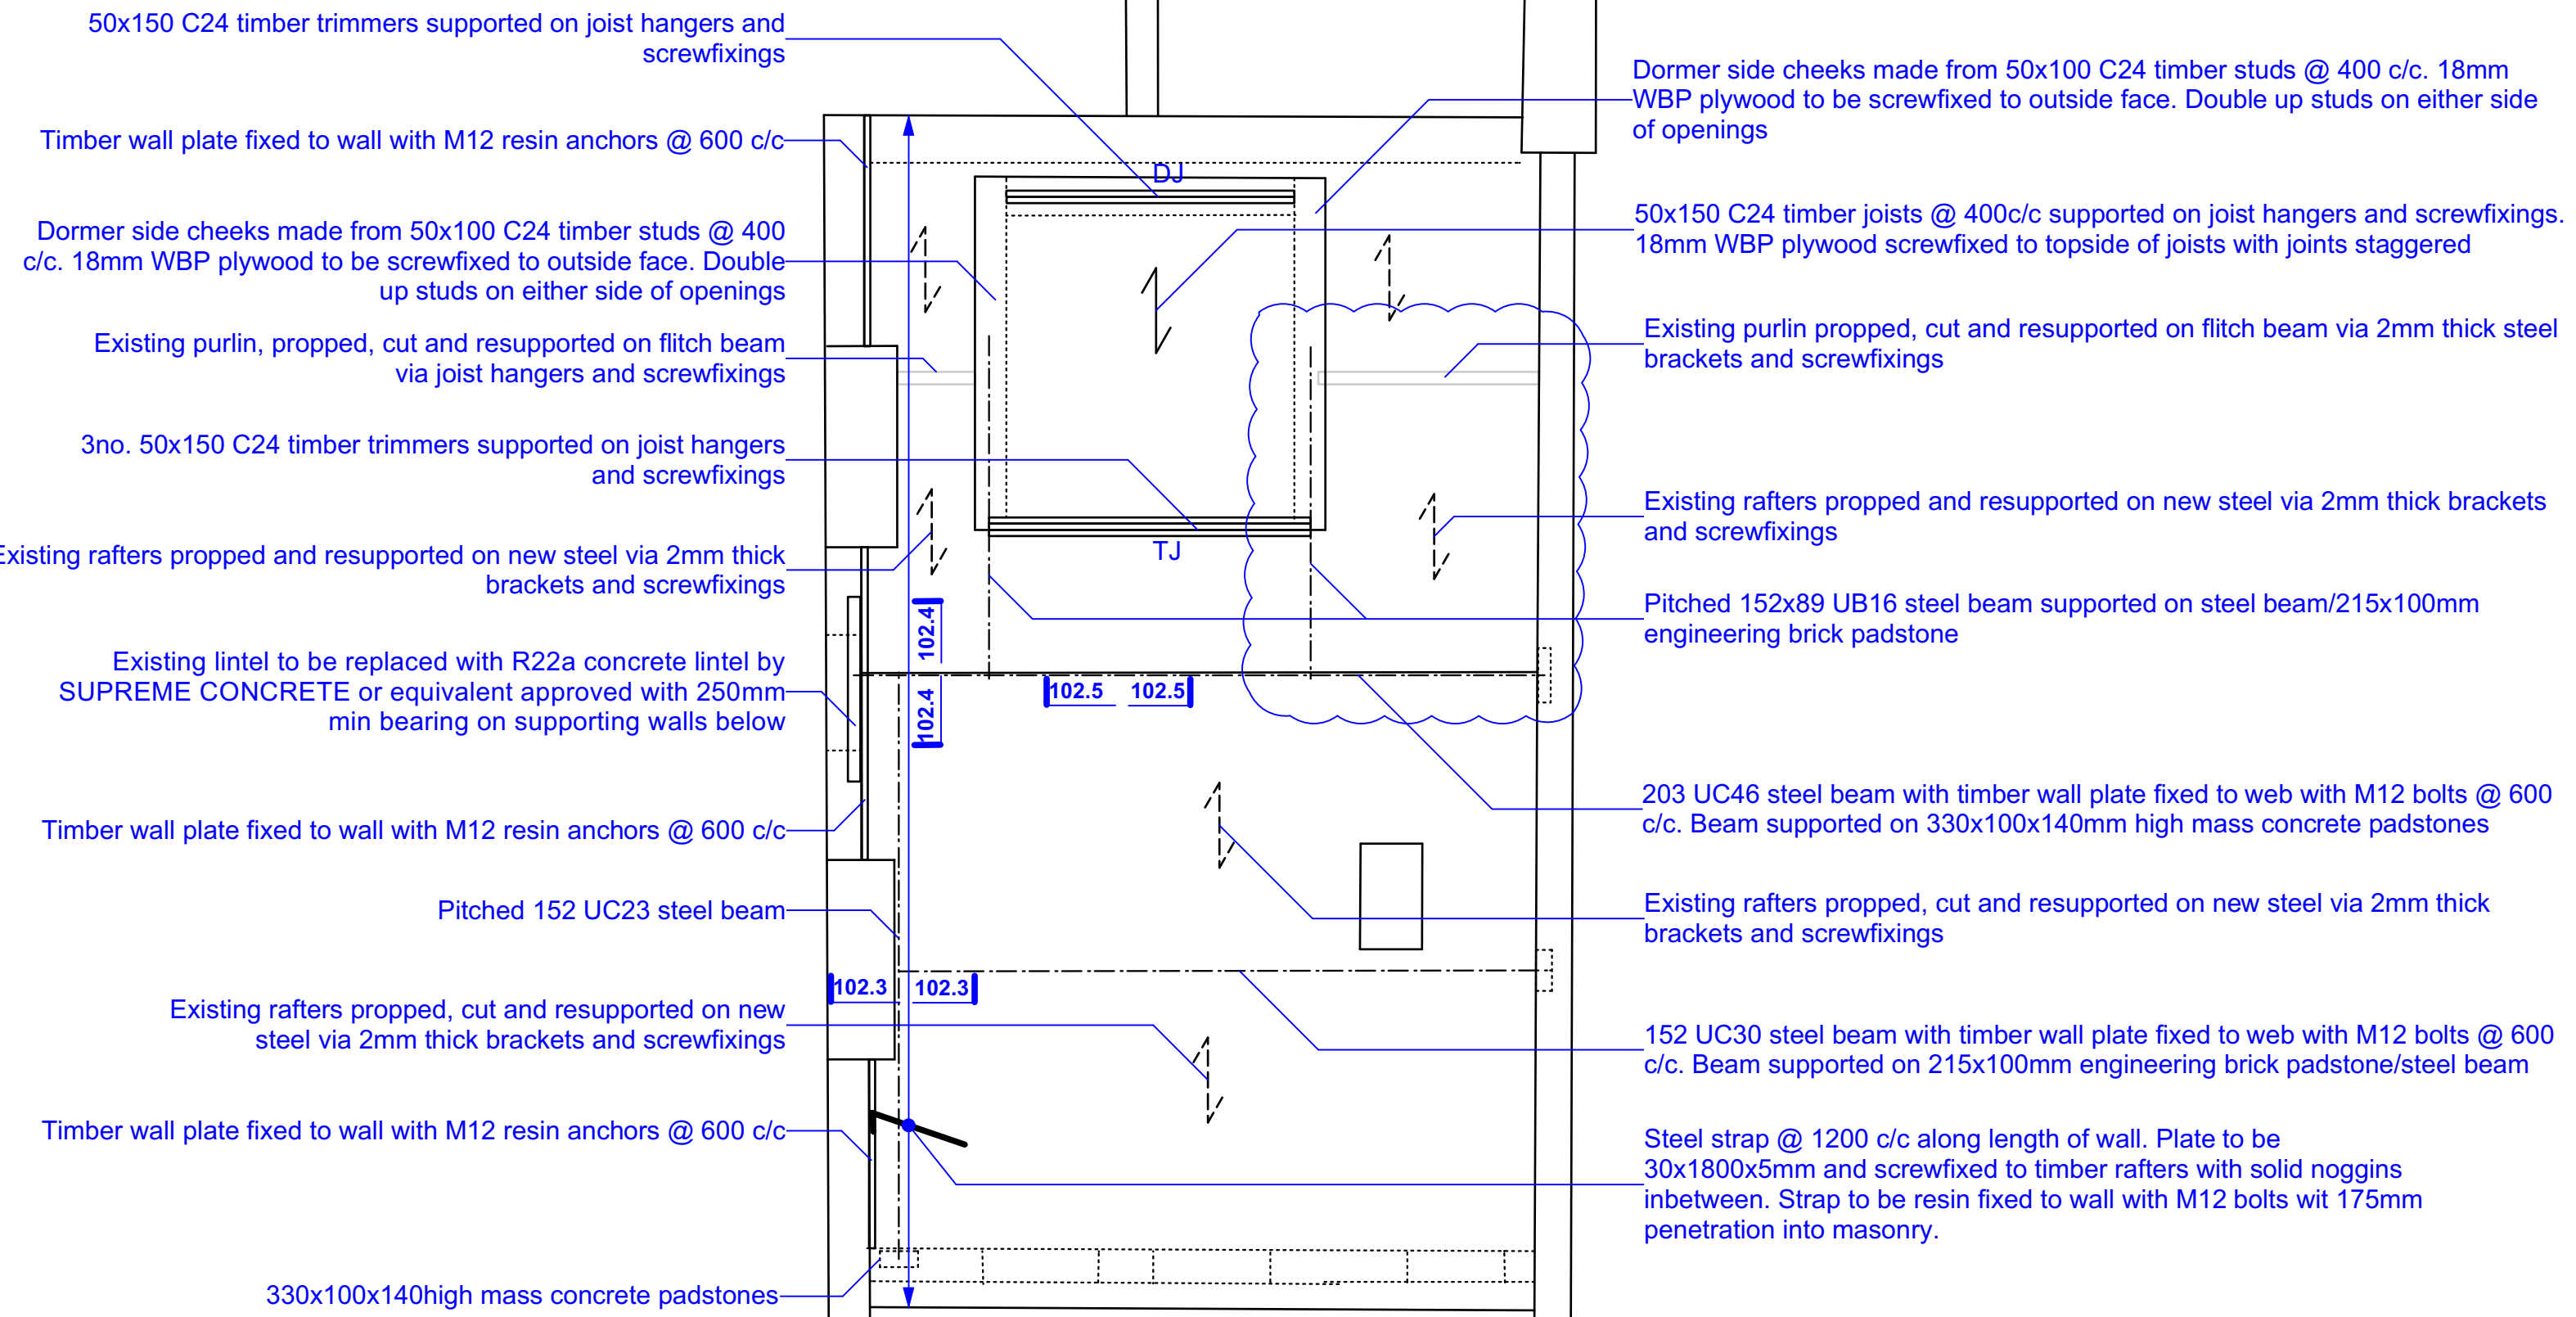 50x150 C24 timber trimmers supported on joist hangers and
screwfixings
Timber wall plate fixed to wall with M12 resin anchors @ 600 c/c
Dormer side cheeks made from 50x100 C24 timber studs @ 400
c/c. 18mm WBP plywood to be screwfixed to outside face. Double
up studs on either side of openings
Existing purlin, propped, cut and resupported on flitch beam
via joist hangers and screwfixings
3no. 50x150 C24 timber trimmers supported on joist hangers
and screwfixings
Existing rafters propped and resupported on new steel via 2mm thick
brackets and screwfixings
Existing lintel to be replaced with R22a concrete lintel by
SUPREME CONCRETE or equivalent approved with 250mm
min bearing on supporting walls below
Timber wall plate fixed to wall with M12 resin anchors @ 600 c/c
Pitched 152 UC23 steel beam
Existing rafters propped, cut and resupported on new
steel via 2mm thick brackets and screwfixings
Timber wall plate fixed to wall with M12 resin anchors @ 600 c/c
330x100x140high mass concrete padstones
DJ
TJ
102.4
102.4
102.5 102.5
102.3 102.3
Dormer side cheeks made from 50x100 C24 timber studs @ 400 c/c. 18mm
WBP plywood to be screwfixed to outside face. Double up studs on either side
of openings
50x150 C24 timber joists @ 400c/c supported on joist hangers and screwfixings.
18mm WBP plywood screwfixed to topside of joists with joints staggered
Existing purlin propped, cut and resupported on flitch beam via 2mm thick steel
brackets and screwfixings
Existing rafters propped and resupported on new steel via 2mm thick brackets
and screwfixings
Pitched 152x89 UB16 steel beam supported on steel beam/215x100mm
engineering brick padstone
203 UC46 steel beam with timber wall plate fixed to web with M12 bolts @ 600
c/c. Beam supported on 330x100x140mm high mass concrete padstones
Existing rafters propped, cut and resupported on new steel via 2mm thick
brackets and screwfixings
152 UC30 steel beam with timber wall plate fixed to web with M12 bolts @ 600
c/c. Beam supported on 215x100mm engineering brick padstone/steel beam
Steel strap @ 1200 c/c along length of wall. Plate to be
30x1800x5mm and screwfixed to timber rafters with solid noggins
inbetween. Strap to be resin fixed to wall with M12 bolts wit 175mm
penetration into masonry.